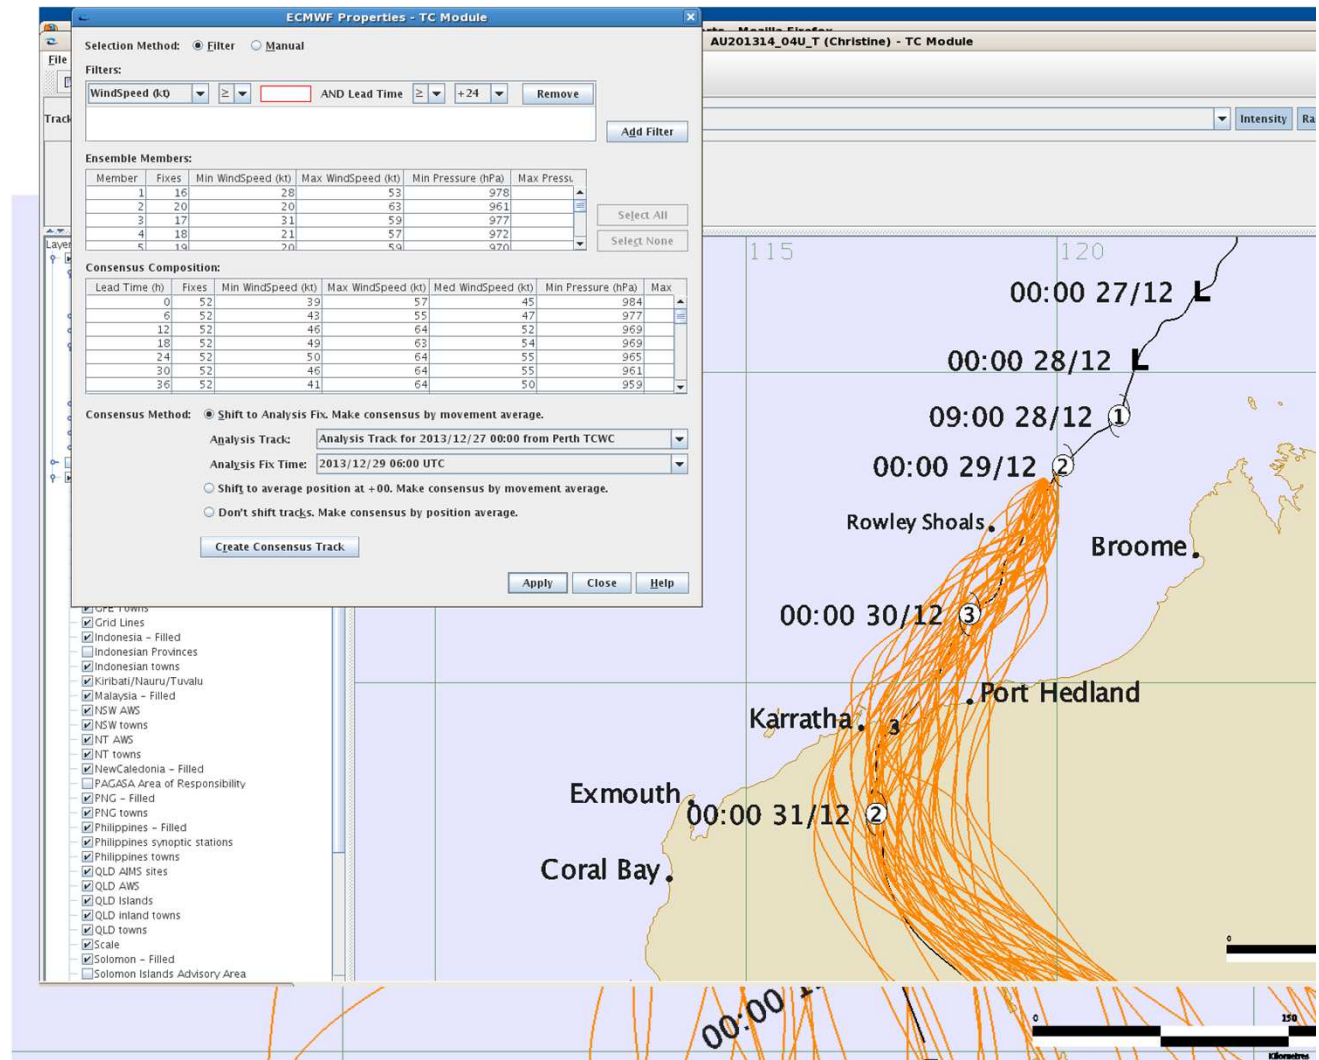 ECMWF Properties - TC Module
AU201314_04U_T (Christine) - TC Module
File
Track
Intensity
Ra
Layer
Selection Method: Filter Manual
Filters:
WindSpeed (kt) ≥ AND Lead Time ≥ +24 Remove
Add Filter
Ensemble Members:
Member Fixes Min WindSpeed (kt) Max WindSpeed (kt) Min Pressure (hPa) Max Pressu
1 16 28 53 978
2 20 20 63 961
3 17 31 59 977
4 18 21 57 972
5 19 20 59 970
Select All
Select None
Consensus Composition:
Lead Time (h) Fixes Min WindSpeed (kt) Max WindSpeed (kt) Med WindSpeed (kt) Min Pressure (hPa) Max
0 52 39 57 45 984
6 52 43 55 47 977
12 52 46 64 52 969
18 52 49 63 54 969
24 52 50 64 55 965
30 52 46 64 55 961
36 52 41 64 50 959
Consensus Method: Shift to Analysis Fix. Make consensus by movement average.
Analysis Track: Analysis Track for 2013/12/27 00:00 from Perth TCWC
Analysis Fix Time: 2013/12/29 06:00 UTC
Shift to average position at +00. Make consensus by movement average.
Don't shift tracks. Make consensus by position average.
Create Consensus Track
Apply Close Help
GFE Towns
Grid Lines
Indonesia - Filled
Indonesian Provinces
Indonesian towns
Kiribati/Nauru/Tuvalu
Malaysia - Filled
NSW AWS
NSW towns
NT AWS
NT towns
NewCaledonia - Filled
PAGASA Area of Responsibility
PNG - Filled
PNG towns
Philippines - Filled
Philippines synoptic stations
Philippines towns
QLD AIMS sites
QLD AWS
QLD Islands
QLD inland towns
QLD towns
Scale
Solomon - Filled
Solomon Islands Advisory Area
115
120
00:00 27/12 L
00:00 28/12 L
09:00 28/12 1
00:00 29/12 2
Rowley Shoals
Broome
00:00 30/12 3
Port Hedland
Karratha 3
Exmouth
00:00 31/12 2
Coral Bay
0
00:00
0
150
Kilometres